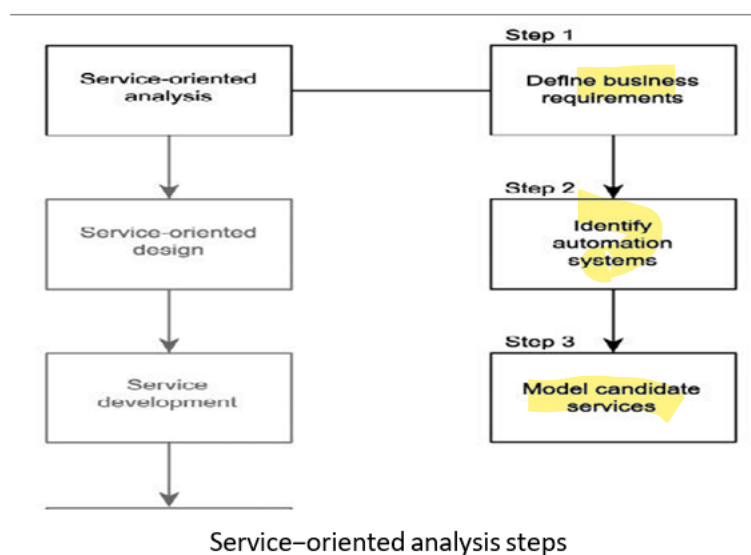 Service-oriented
analysis
Service-oriented
design
Service
development
Step 1
Define business
requirements
Step 2
Identify
automation
systems
Step 3
Model candidate
services
Service–oriented analysis steps